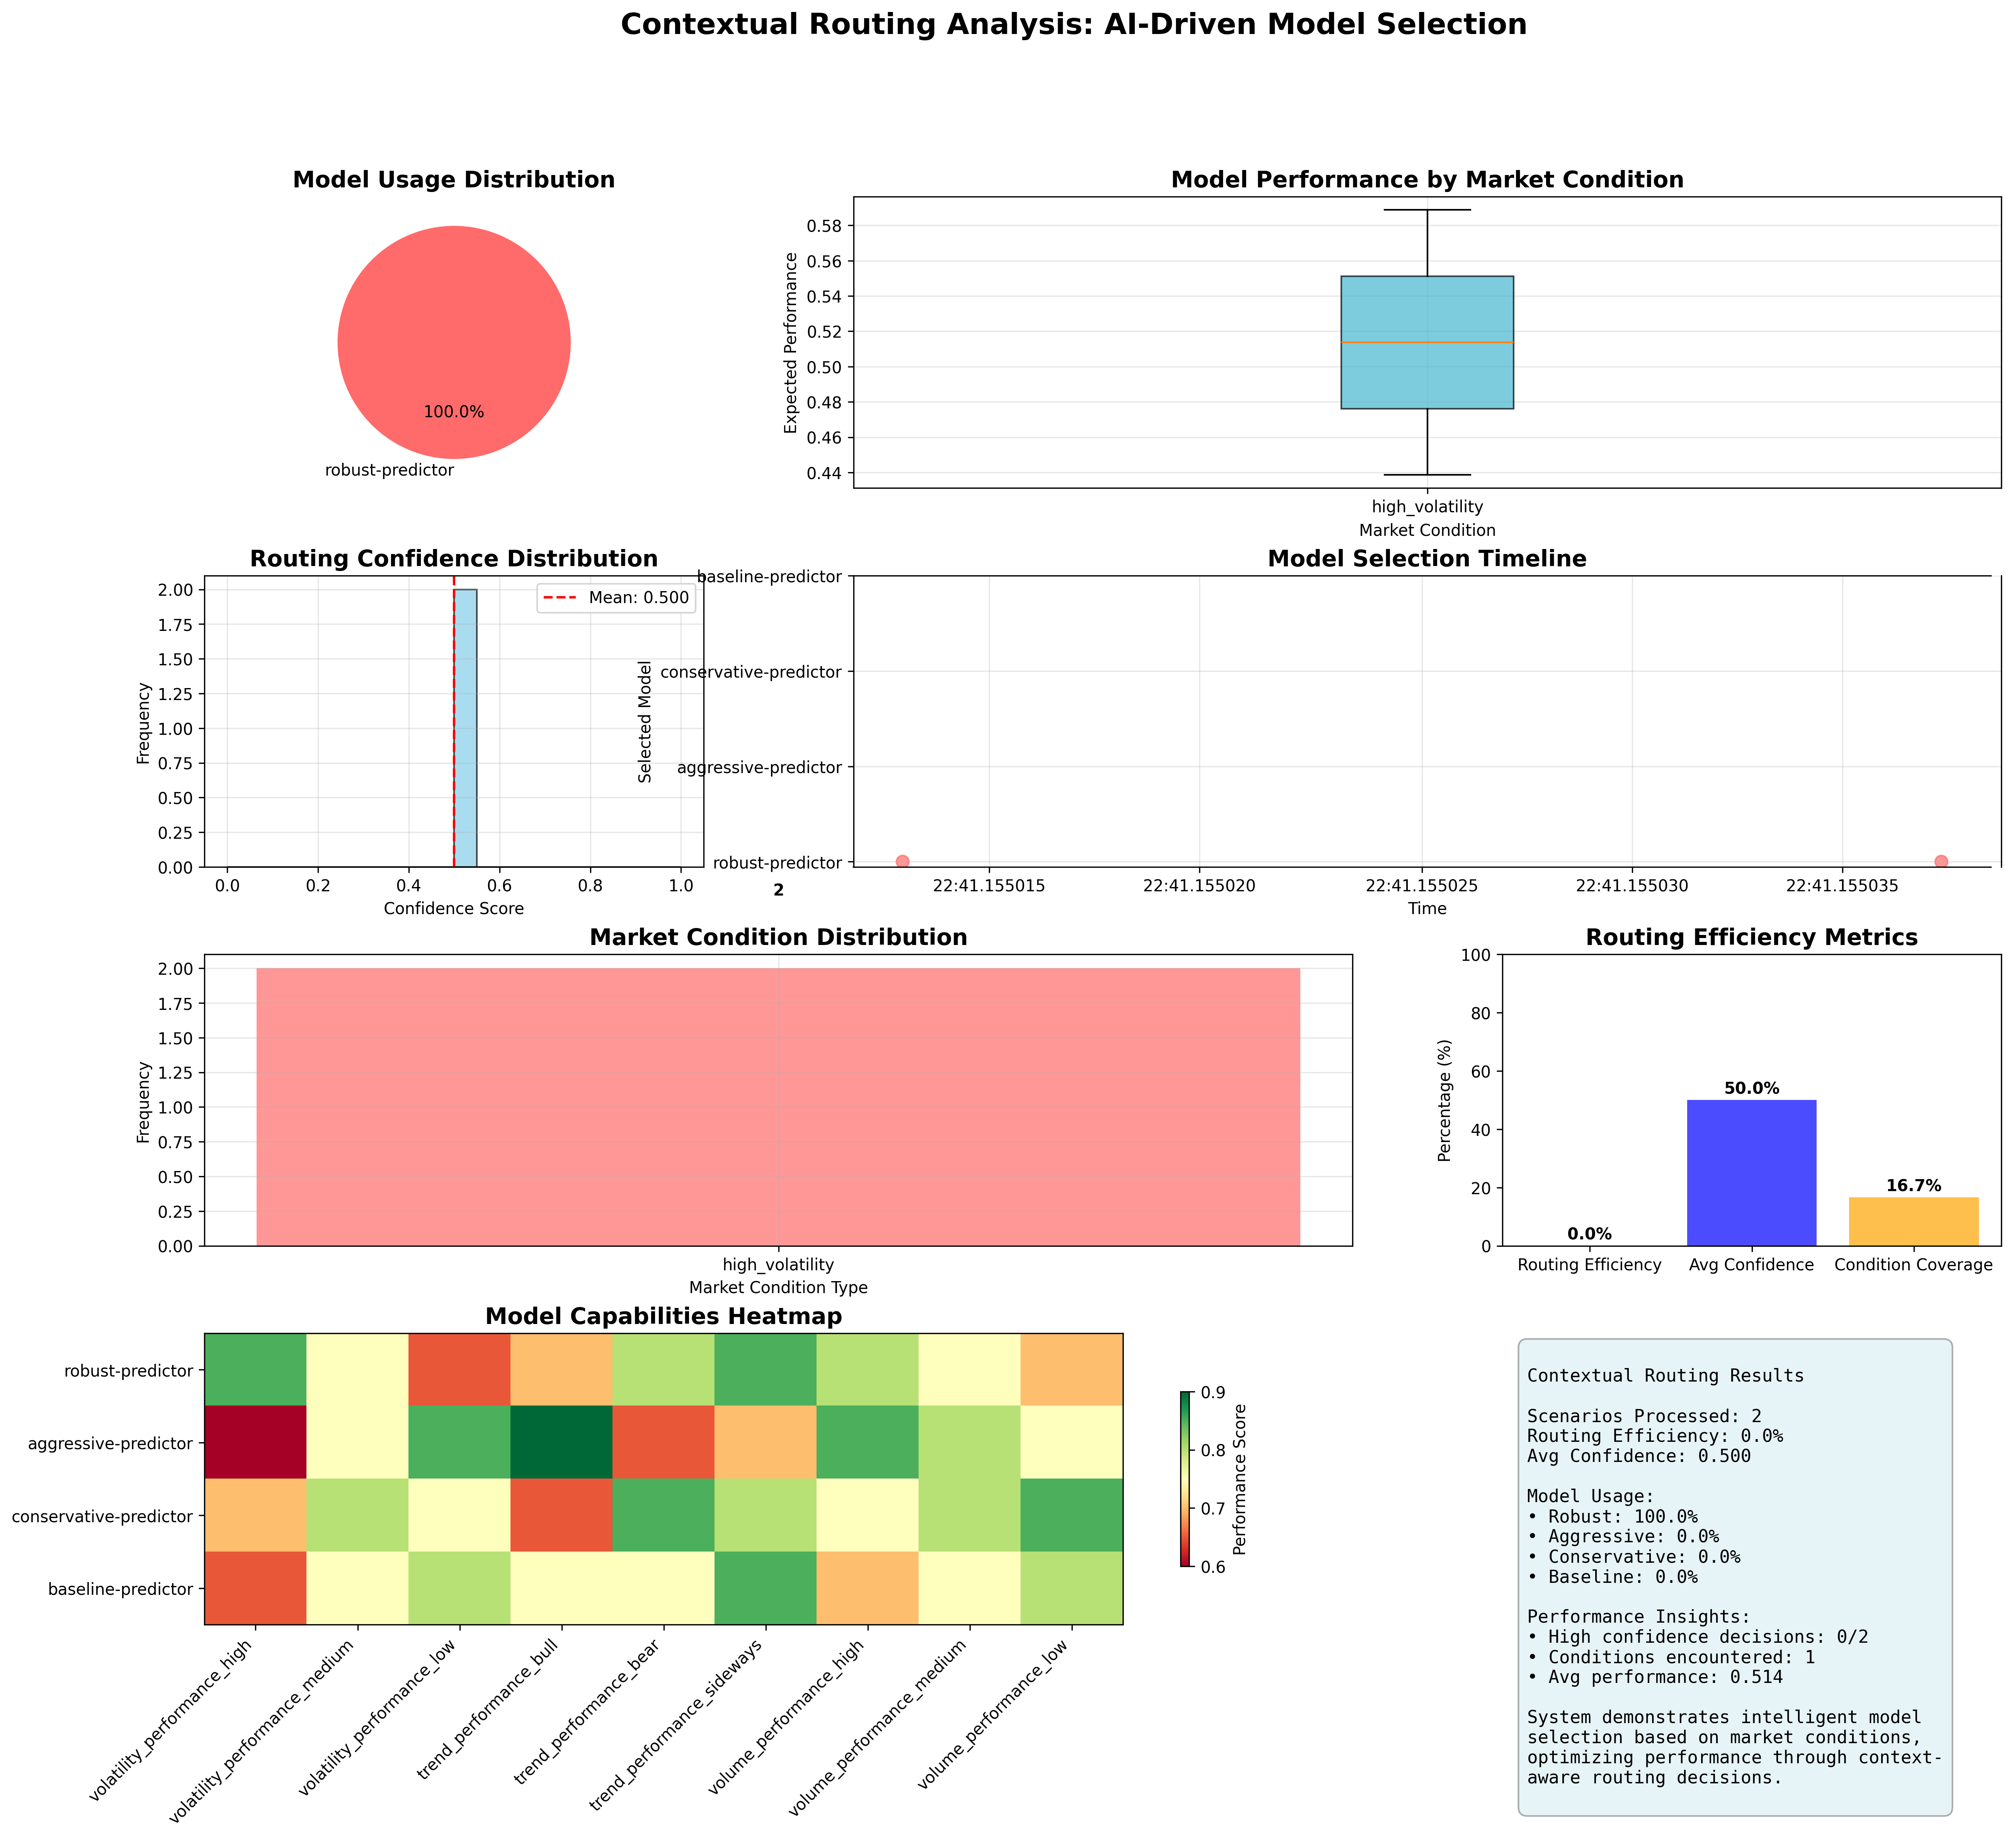 Contextual Routing Analysis: AI-Driven Model Selection
Model Usage Distribution
100.0%
robust-predictor
Model Performance by Market Condition
Expected Performance
0.58
0.56
0.54
0.52
0.50
0.48
0.46
0.44
high_volatility
Market Condition
Routing Confidence Distribution
Frequency
2.00
1.75
1.50
1.25
1.00
0.75
0.50
0.25
0.00
Mean: 0.500
0.0 0.2 0.4 0.6 0.8 1.0
Confidence Score
Model Selection Timeline
Selected Model
baseline-predictor
conservative-predictor
aggressive-predictor
robust-predictor
22:41.155015 22:41.155020 22:41.155025 22:41.155030 22:41.155035
Time
2
Market Condition Distribution
Frequency
2.00
1.75
1.50
1.25
1.00
0.75
0.50
0.25
0.00
high_volatility
Market Condition Type
Routing Efficiency Metrics
Percentage (%)
100
80
60
40
20
0
0.0%
50.0%
16.7%
Routing Efficiency Avg Confidence Condition Coverage
Model Capabilities Heatmap
robust-predictor
aggressive-predictor
conservative-predictor
baseline-predictor
volatility_performance_high
volatility_performance_medium
volatility_performance_low
trend_performance_bull
trend_performance_bear
trend_performance_sideways
volume_performance_high
volume_performance_medium
volume_performance_low
0.9
0.8
0.7
0.6
Performance Score
Contextual Routing Results
Scenarios Processed: 2
Routing Efficiency: 0.0%
Avg Confidence: 0.500
Model Usage:
• Robust: 100.0%
• Aggressive: 0.0%
• Conservative: 0.0%
• Baseline: 0.0%
Performance Insights:
• High confidence decisions: 0/2
• Conditions encountered: 1
• Avg performance: 0.514
System demonstrates intelligent model
selection based on market conditions,
optimizing performance through context-
aware routing decisions.